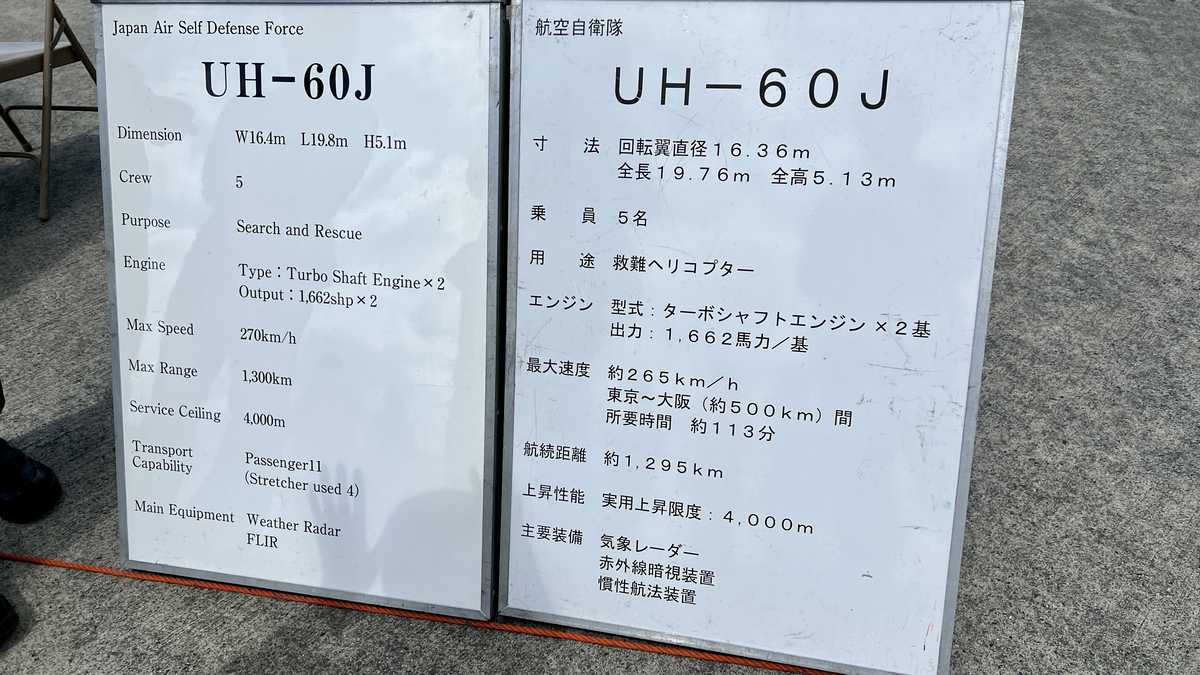 Japan Air Self Defense Force
UH-60J
Dimension W16.4m L19.8m H5.1m
Crew 5
Purpose Search and Rescue
Engine Type：Turbo Shaft Engine×2
Output：1,662shp×2
Max Speed 270km/h
Max Range 1,300km
Service Ceiling 4,000m
Transport Capability Passenger11
(Stretcher used 4)
Main Equipment Weather Radar
FLIR
航空自衛隊
ＵＨ－６０Ｊ
寸　法 回転翼直径１６．３６ｍ
全長１９．７６ｍ　全高５．１３ｍ
乗　員 ５名
用　途 救難ヘリコプター
エンジン 型式：ターボシャフトエンジン×２基
出力：１，６６２馬力／基
最大速度 約２６５ｋｍ／ｈ
東京～大阪（約５００ｋｍ）間
所要時間　約１１３分
航続距離 約１，２９５ｋｍ
上昇性能 実用上昇限度：４，０００ｍ
主要装備 気象レーダー
赤外線暗視装置
慣性航法装置